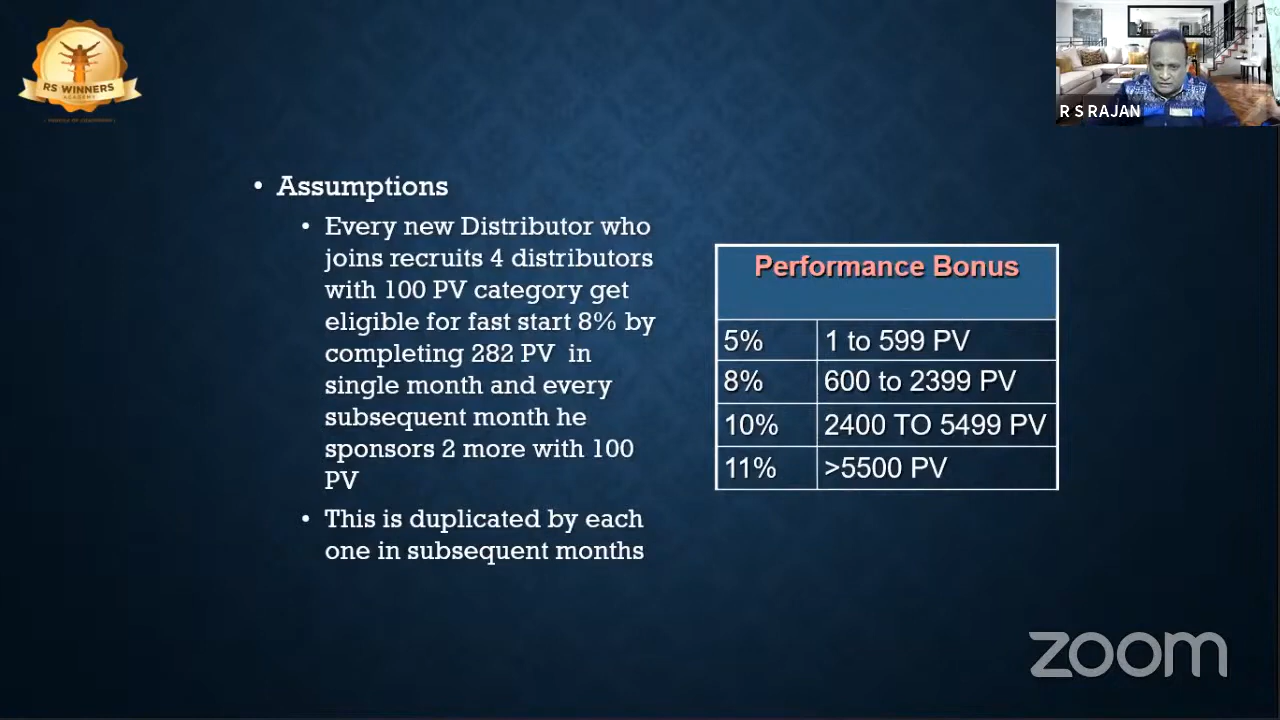 RS WINNERS
ACADEMY
R S RAJAN
• Assumptions
• Every new Distributor who
joins recruits 4 distributors
with 100 PV category get
eligible for fast start 8% by
completing 282 PV in
single month and every
subsequent month he
sponsors 2 more with 100
PV
• This is duplicated by each
one in subsequent months
Performance Bonus
5% 1 to 599 PV
8% 600 to 2399 PV
10% 2400 TO 5499 PV
11% >5500 PV
zoom